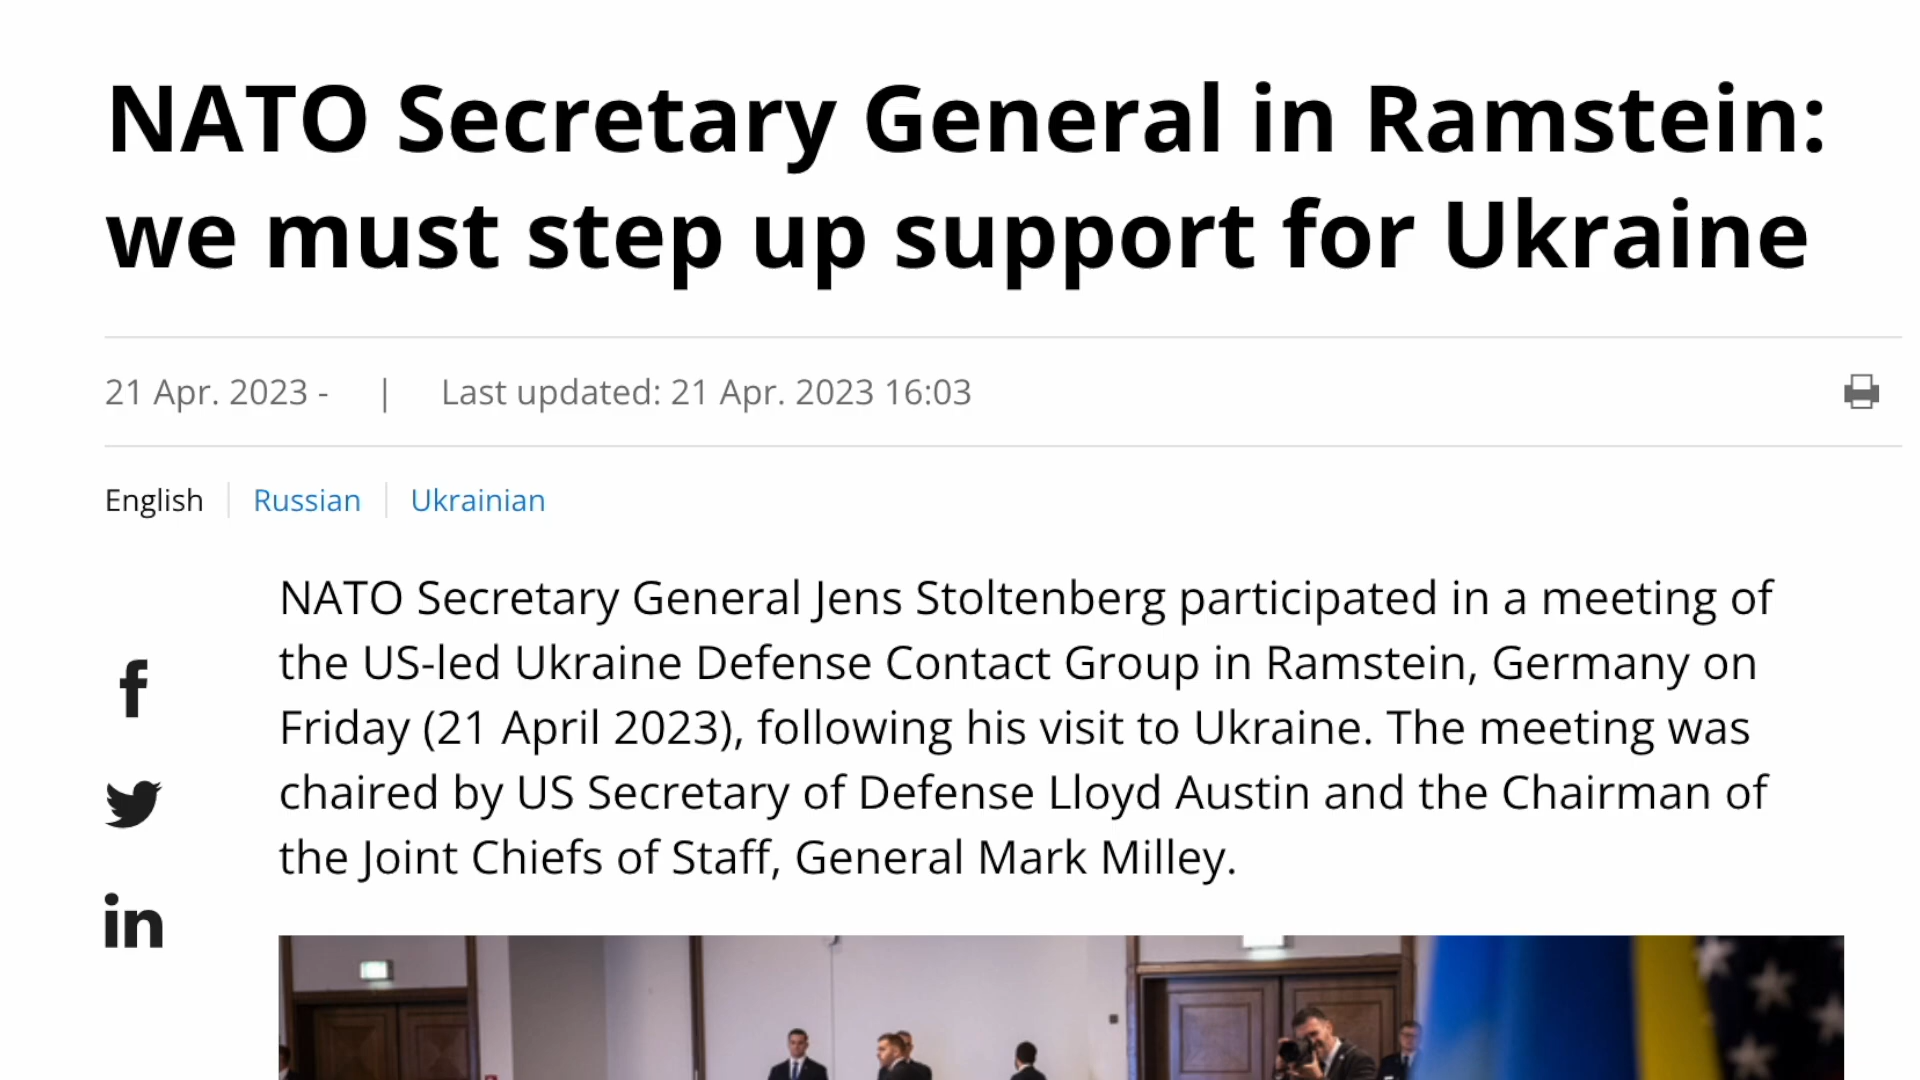 NATO Secretary General in Ramstein:
we must step up support for Ukraine
21 Apr. 2023 - | Last updated: 21 Apr. 2023 16:03
English | Russian | Ukrainian
NATO Secretary General Jens Stoltenberg participated in a meeting of
the US-led Ukraine Defense Contact Group in Ramstein, Germany on
Friday (21 April 2023), following his visit to Ukraine. The meeting was
chaired by US Secretary of Defense Lloyd Austin and the Chairman of
the Joint Chiefs of Staff, General Mark Milley.